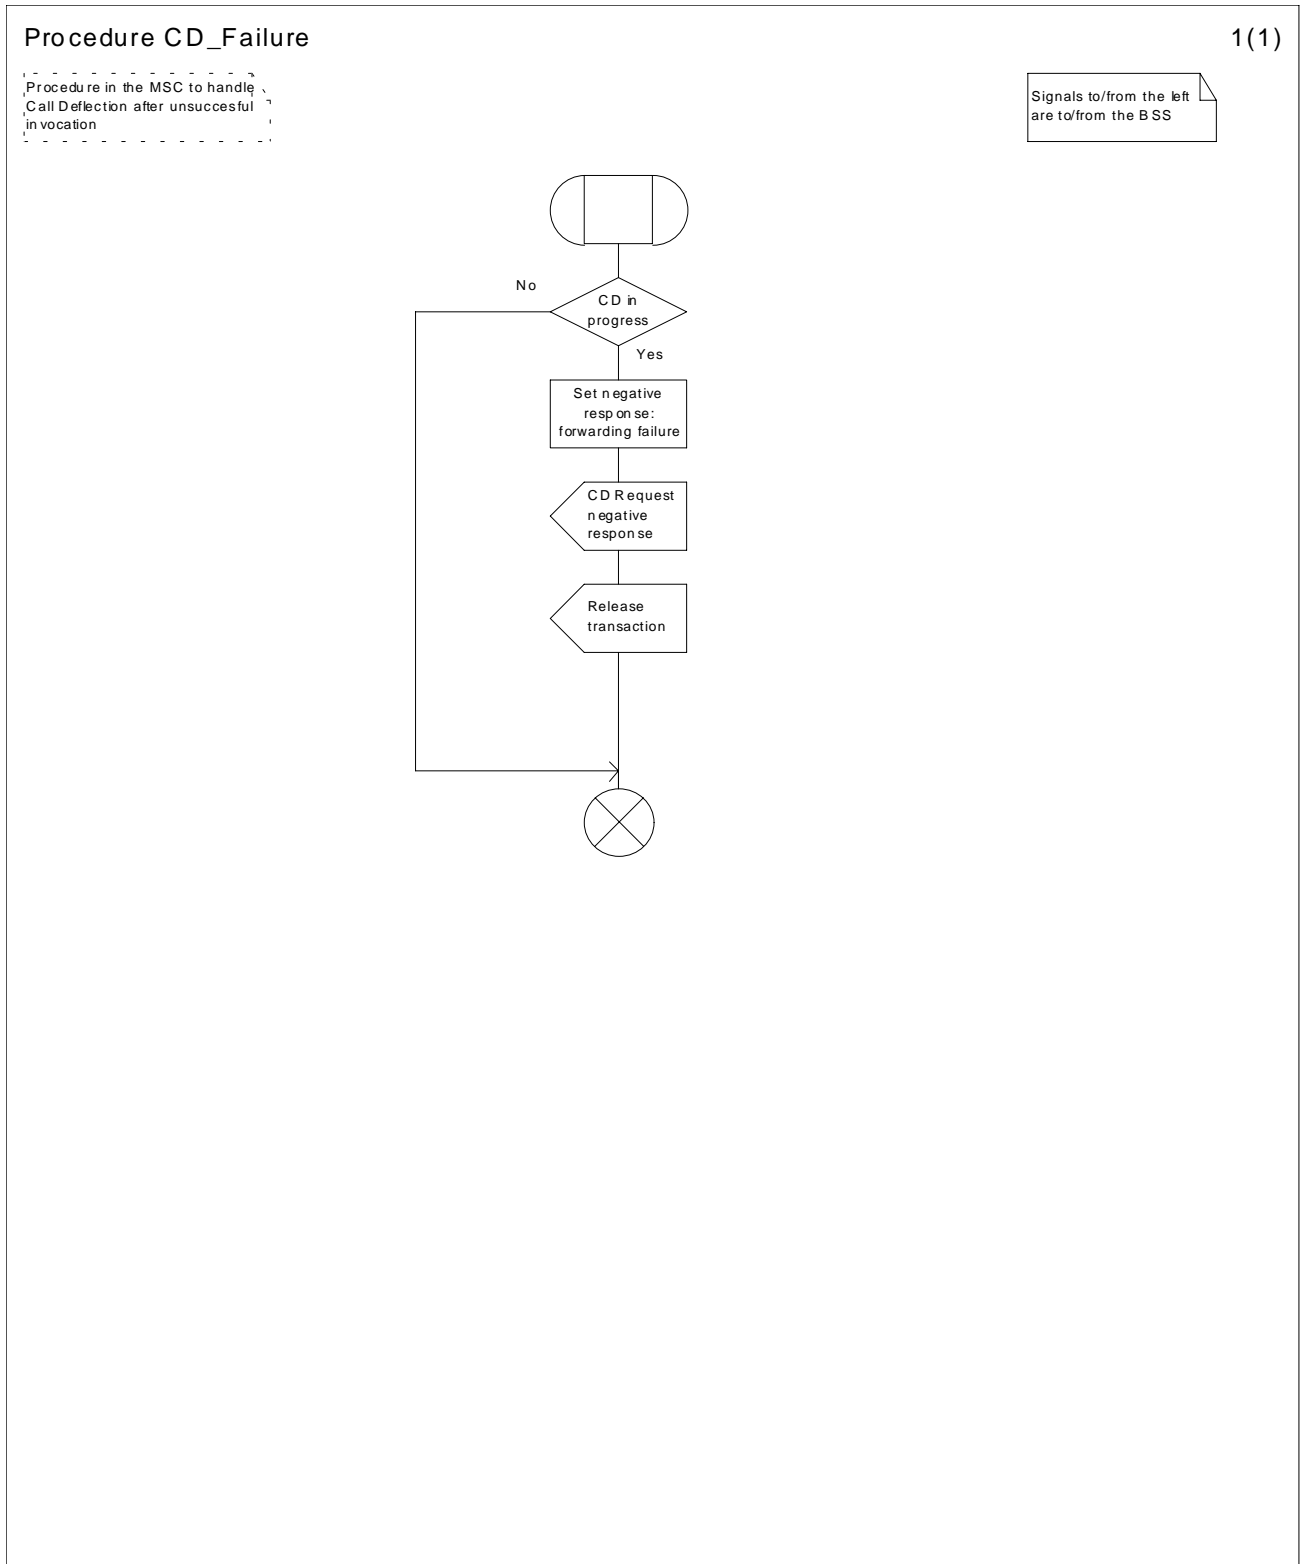 Procedure CD_Failure
1(1)
Procedure in the MSC to handle
Call Deflection after unsuccesful
invocation
Signals to/from the left
are to/from the BSS
No
CD in
progress
Yes
Set negative
response:
forwarding failure
CD Request
negative
response
Release
transaction